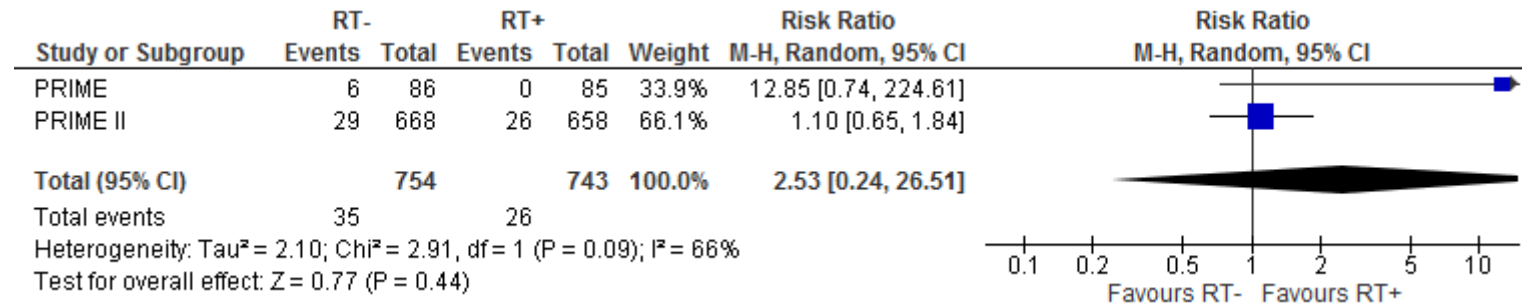 RT- RT+ Risk Ratio Risk Ratio
Study or Subgroup Events Total Events Total Weight M-H, Random, 95% CI M-H, Random, 95% CI
PRIME 6 86 0 85 33.9% 12.85 [0.74, 224.61]
PRIME II 29 668 26 658 66.1% 1.10 [0.65, 1.84]
Total (95% CI) 754 743 100.0% 2.53 [0.24, 26.51]
Total events 35 26
Heterogeneity: Tau² = 2.10; Chi² = 2.91, df = 1 (P = 0.09); I² = 66%
Test for overall effect: Z = 0.77 (P = 0.44)
0.1 0.2 0.5 1 2 5 10
Favours RT- Favours RT+